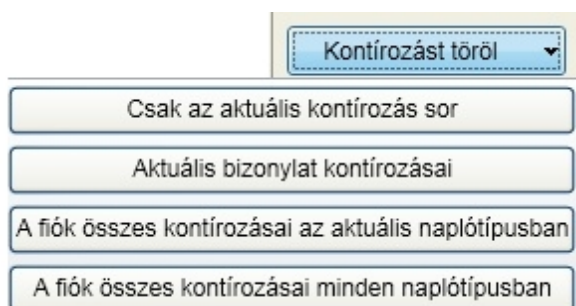 Kontírozást töröl
Csak az aktuális kontírozás sor
Aktuális bizonylat kontírozásai
A fiók összes kontírozásai az aktuális naplótípusban
A fiók összes kontírozásai minden naplótípusban